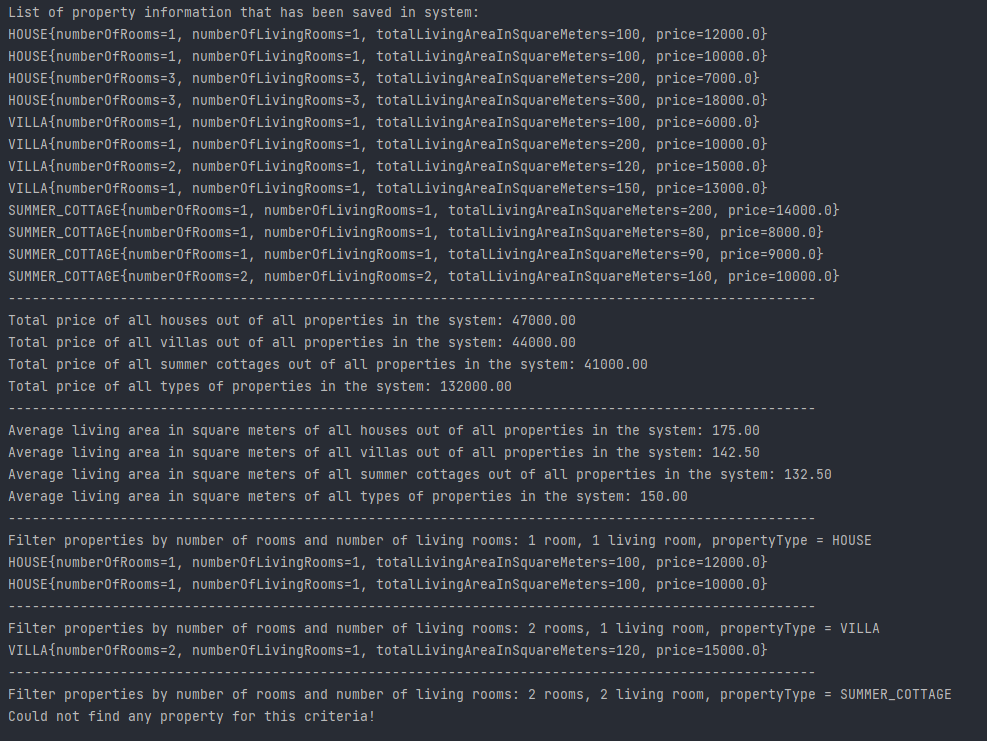 List of property information that has been saved in system:
HOUSE{numberOfRooms=1, numberOfLivingRooms=1, totalLivingAreaInSquareMeters=100, price=12000.0}
HOUSE{numberOfRooms=1, numberOfLivingRooms=1, totalLivingAreaInSquareMeters=100, price=10000.0}
HOUSE{numberOfRooms=3, numberOfLivingRooms=3, totalLivingAreaInSquareMeters=200, price=7000.0}
HOUSE{numberOfRooms=3, numberOfLivingRooms=3, totalLivingAreaInSquareMeters=300, price=18000.0}
VILLA{numberOfRooms=1, numberOfLivingRooms=1, totalLivingAreaInSquareMeters=100, price=6000.0}
VILLA{numberOfRooms=1, numberOfLivingRooms=1, totalLivingAreaInSquareMeters=200, price=10000.0}
VILLA{numberOfRooms=2, numberOfLivingRooms=1, totalLivingAreaInSquareMeters=120, price=15000.0}
VILLA{numberOfRooms=1, numberOfLivingRooms=1, totalLivingAreaInSquareMeters=150, price=13000.0}
SUMMER_COTTAGE{numberOfRooms=1, numberOfLivingRooms=1, totalLivingAreaInSquareMeters=200, price=14000.0}
SUMMER_COTTAGE{numberOfRooms=1, numberOfLivingRooms=1, totalLivingAreaInSquareMeters=80, price=8000.0}
SUMMER_COTTAGE{numberOfRooms=1, numberOfLivingRooms=1, totalLivingAreaInSquareMeters=90, price=9000.0}
SUMMER_COTTAGE{numberOfRooms=2, numberOfLivingRooms=2, totalLivingAreaInSquareMeters=160, price=10000.0}
-----------------------------------------------------------------------------------------------------
Total price of all houses out of all properties in the system: 47000.00
Total price of all villas out of all properties in the system: 44000.00
Total price of all summer cottages out of all properties in the system: 41000.00
Total price of all types of properties in the system: 132000.00
-----------------------------------------------------------------------------------------------------
Average living area in square meters of all houses out of all properties in the system: 175.00
Average living area in square meters of all villas out of all properties in the system: 142.50
Average living area in square meters of all summer cottages out of all properties in the system: 132.50
Average living area in square meters of all types of properties in the system: 150.00
-----------------------------------------------------------------------------------------------------
Filter properties by number of rooms and number of living rooms: 1 room, 1 living room, propertyType = HOUSE
HOUSE{numberOfRooms=1, numberOfLivingRooms=1, totalLivingAreaInSquareMeters=100, price=12000.0}
HOUSE{numberOfRooms=1, numberOfLivingRooms=1, totalLivingAreaInSquareMeters=100, price=10000.0}
-----------------------------------------------------------------------------------------------------
Filter properties by number of rooms and number of living rooms: 2 rooms, 1 living room, propertyType = VILLA
VILLA{numberOfRooms=2, numberOfLivingRooms=1, totalLivingAreaInSquareMeters=120, price=15000.0}
-----------------------------------------------------------------------------------------------------
Filter properties by number of rooms and number of living rooms: 2 rooms, 2 living room, propertyType = SUMMER_COTTAGE
Could not find any property for this criteria!